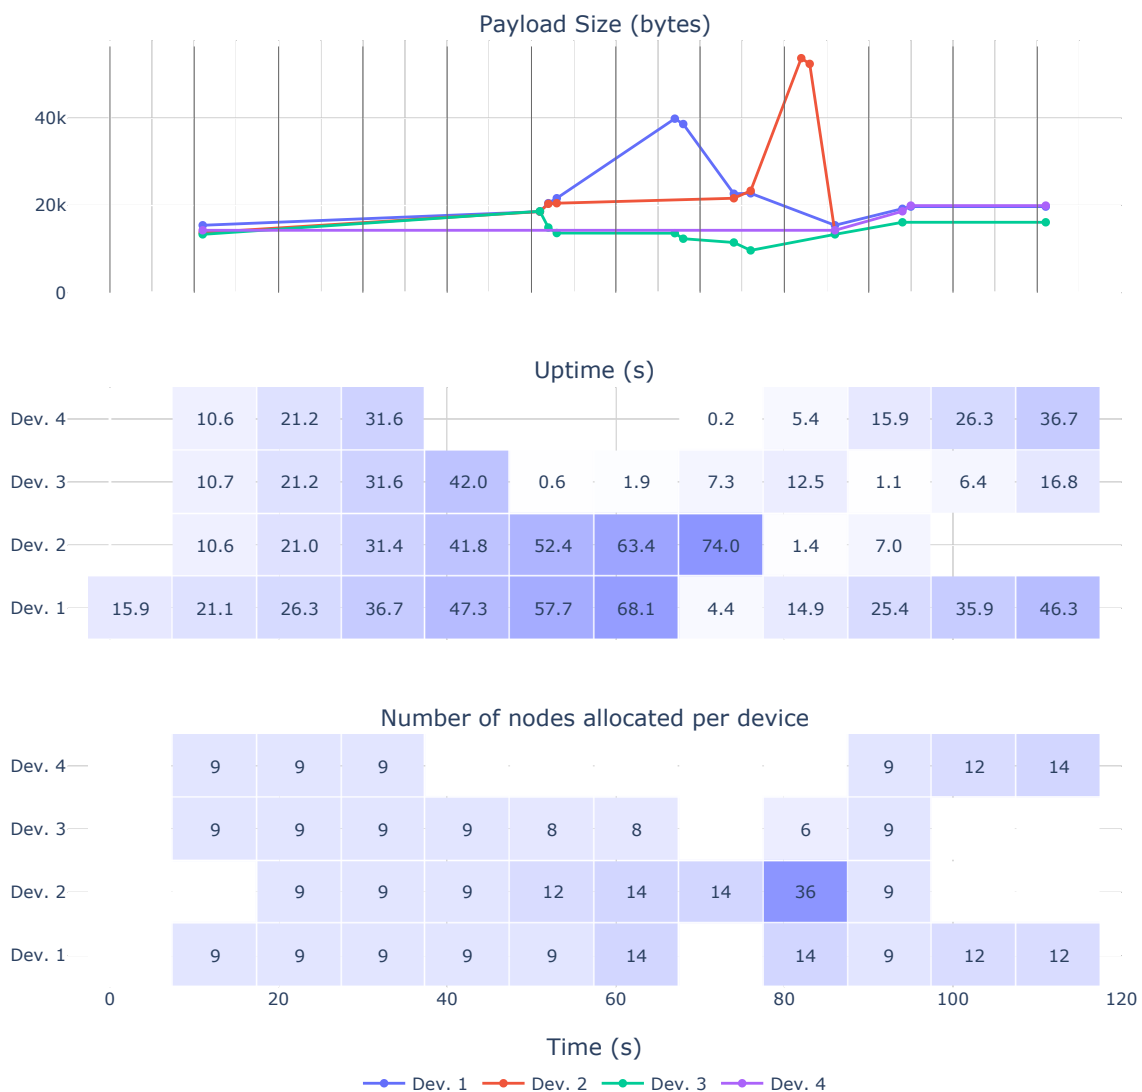 Payload Size (bytes)
40k
20k
0
Uptime (s)
Dev. 4 10.6 21.2 31.6 0.2 5.4 15.9 26.3 36.7
Dev. 3 10.7 21.2 31.6 42.0 0.6 1.9 7.3 12.5 1.1 6.4 16.8
Dev. 2 10.6 21.0 31.4 41.8 52.4 63.4 74.0 1.4 7.0
Dev. 1 15.9 21.1 26.3 36.7 47.3 57.7 68.1 4.4 14.9 25.4 35.9 46.3
Number of nodes allocated per device
Dev. 4 9 9 9 9 12 14
Dev. 3 9 9 9 9 8 8 6 9
Dev. 2 9 9 9 12 14 14 36 9
Dev. 1 9 9 9 9 9 14 14 9 12 12
0 20 40 60 80 100 120
Time (s)
Dev. 1 Dev. 2 Dev. 3 Dev. 4